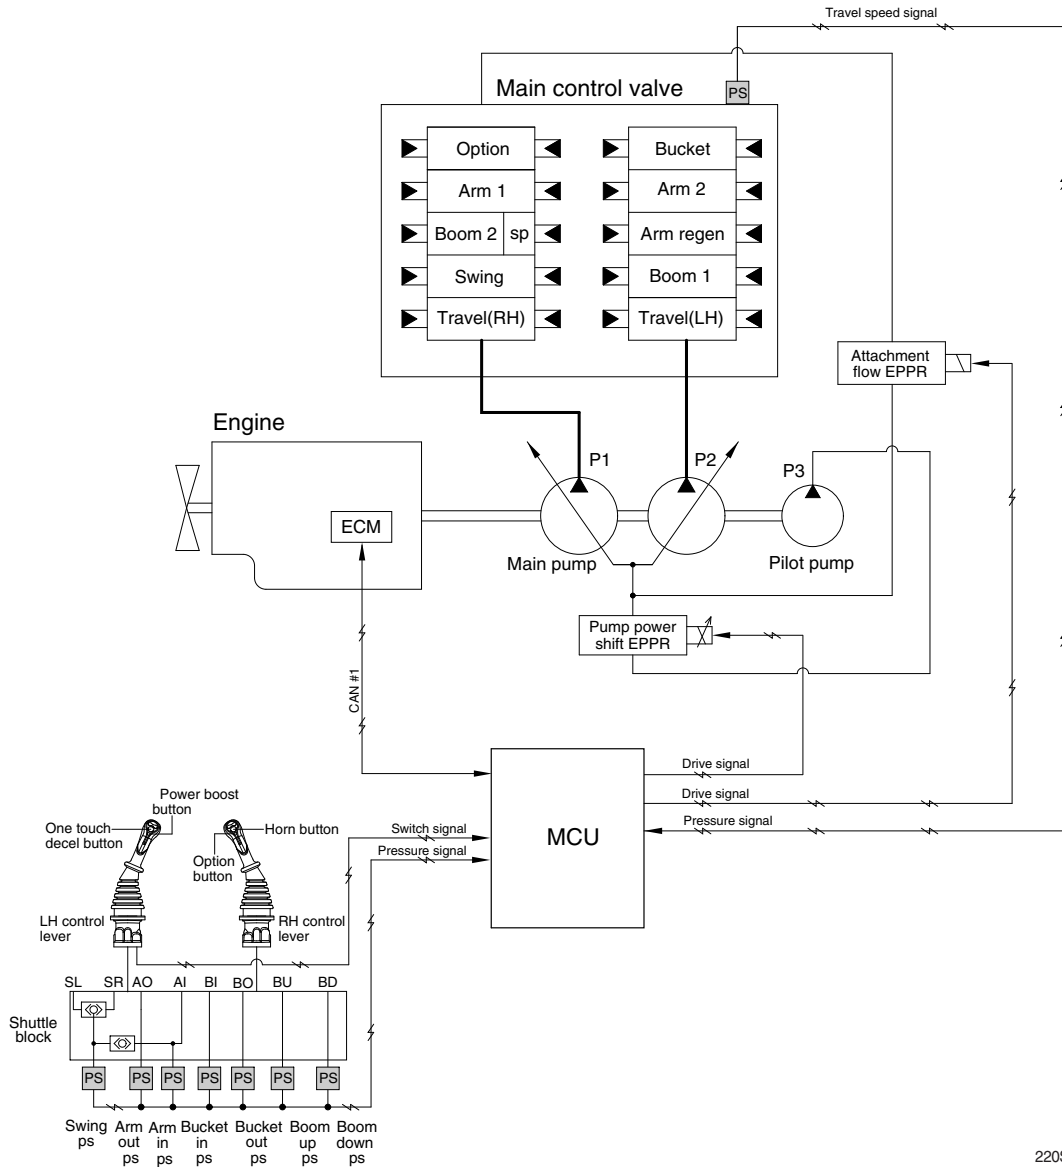 Travel speed signal
Main control valve
PS
Option
Bucket
Arm 1
Arm 2
Boom 2
sp
Arm regen
Swing
Boom 1
Travel(RH)
Travel(LH)
Attachment
flow EPPR
Engine
P1
P2
P3
ECM
Main pump
Pilot pump
Pump power
shift EPPR
CAN #1
Drive signal
Drive signal
Pressure signal
MCU
Power boost
button
One touch
decel button
Horn button
Option
button
Switch signal
Pressure signal
LH control
lever
RH control
lever
SL
SR
AO
AI
BI
BO
BU
BD
Shuttle
block
PS
PS
PS
PS
PS
PS
PS
Swing
ps
Arm
out
ps
Arm
in
ps
Bucket
in
ps
Bucket
out
ps
Boom
up
ps
Boom
down
ps